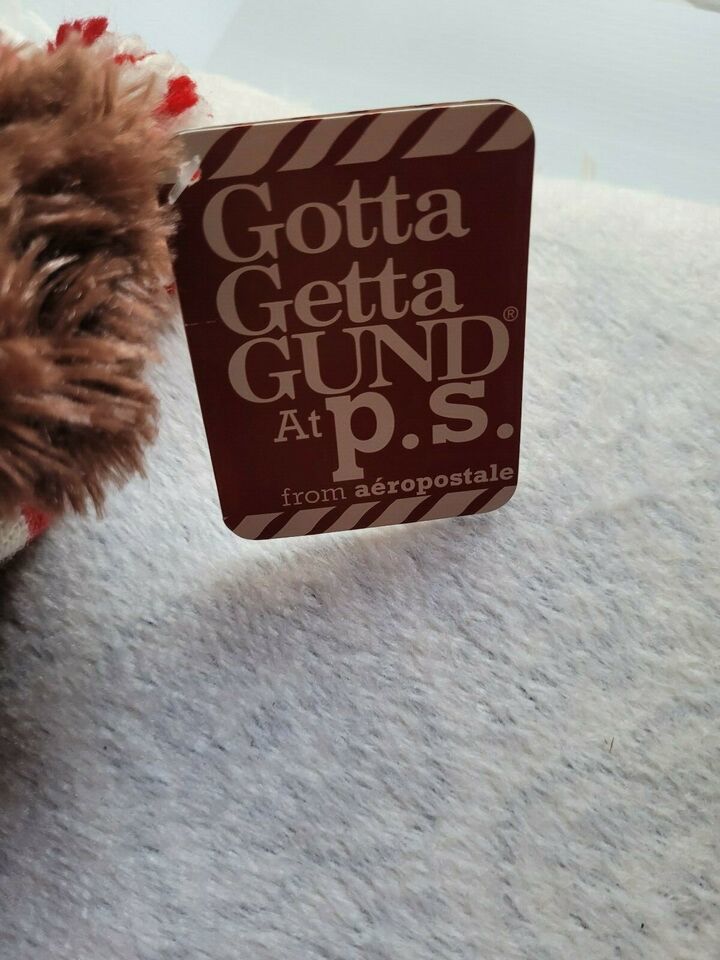 Gotta
Getta
GUND®
At p.s.
from aéropostale